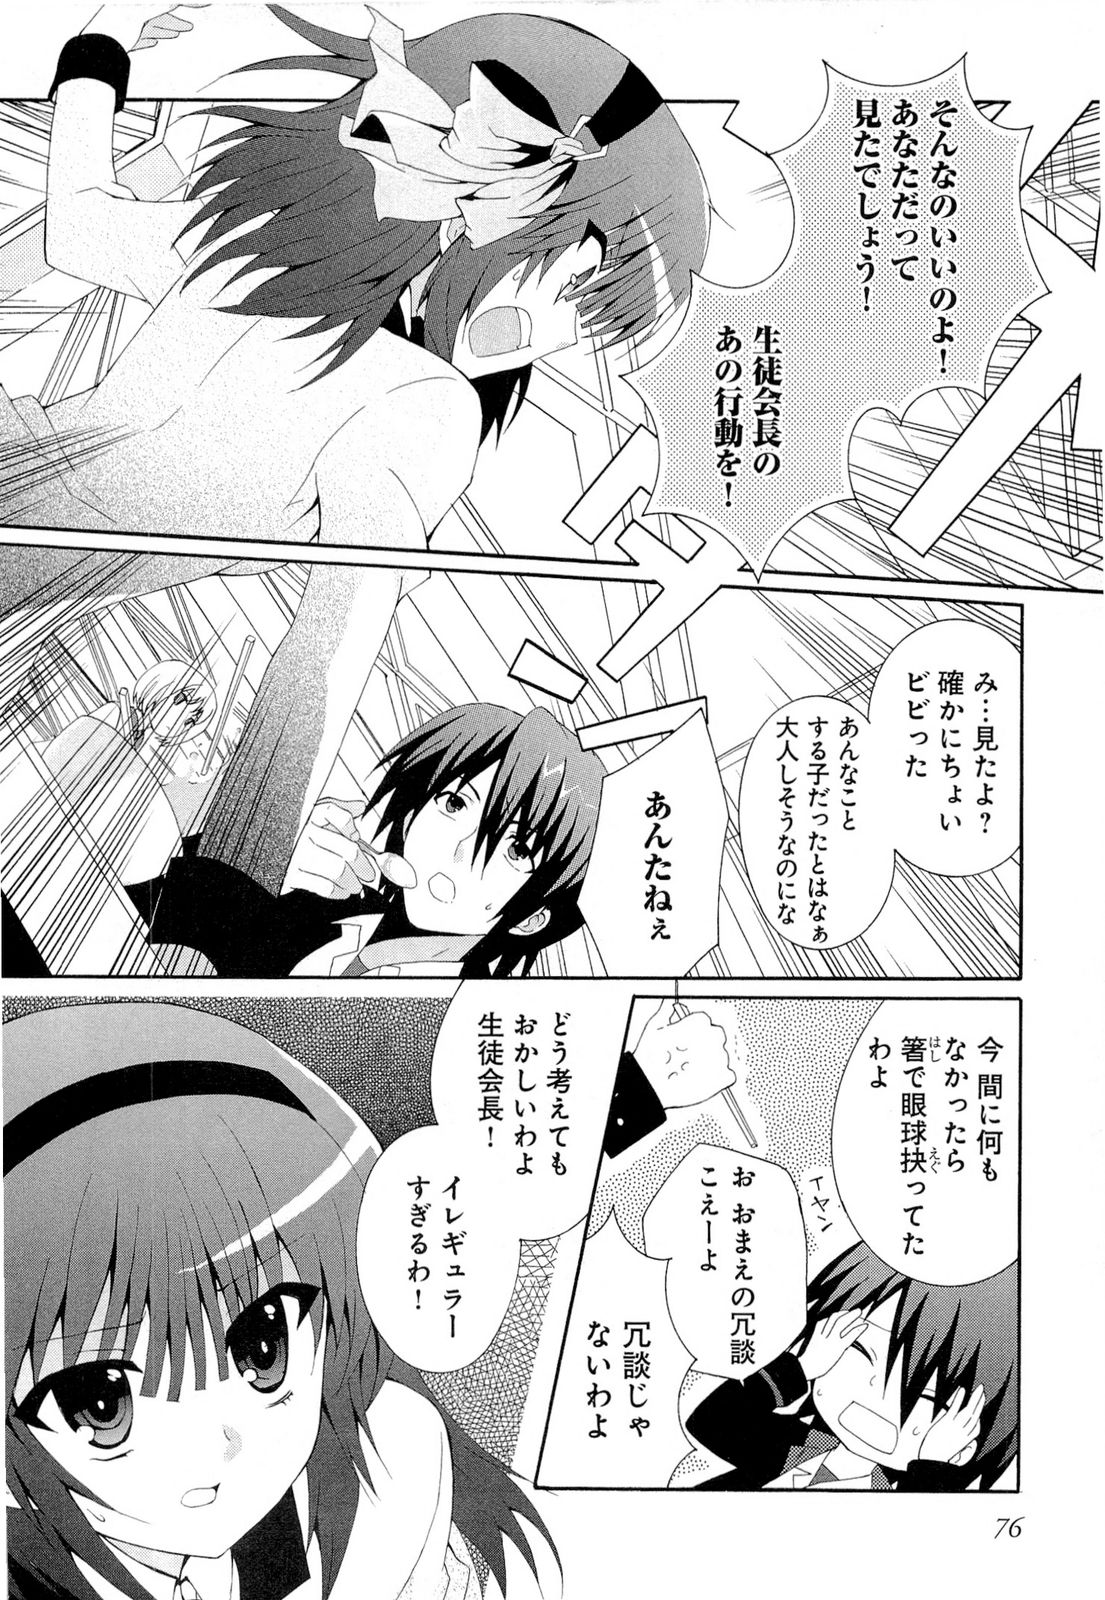 そんなのいいのよ！
あなただって
見たでしょう！
生徒会長の
あの行動を！
み…見たよ？
確かにちょい
ビビった
あんなこと
する子だったとはなぁ
大人しそうなのにな
あんたねぇ
今 間に何も
なかったら
箸で眼球抉ってた
わよ
はし
えぐ
イヤン
お おまえの冗談
こえーよ
冗談じゃ
ないわよ
どう考えても
おかしいわよ
生徒会長！
イレギュラー
すぎるわ！
76